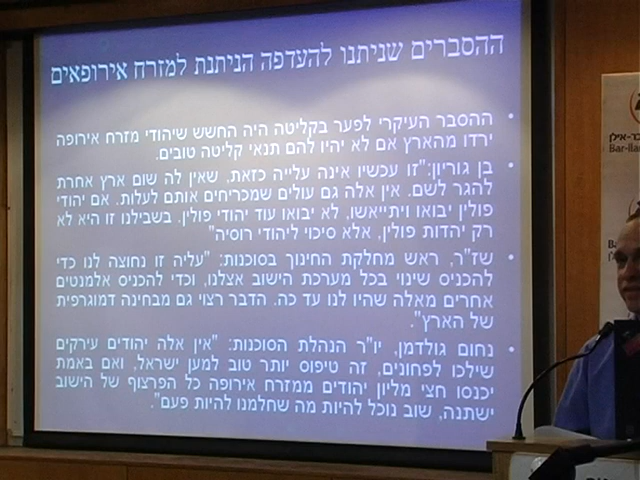 ההסברים שניתנו להעדפה הניתנת למזרח אירופאים
• ההסבר העיקרי לפער בקליטה היה החשש שיהודי מזרח אירופה
ירדו מהארץ אם לא יהיו להם תנאי קליטה טובים.
• בן גוריון:"זו עכשיו אינה עלייה כזאת, שאין לה שום ארץ אחרת
להגר לשם. אין אלה גם עולים שמכריחים אותם לעלות. אם יהודי
פולין יבואו ויתייאשו, לא יבואו עוד יהודי פולין. בשבילנו זו היא לא
רק יהדות פולין, אלא סיכוי ליהודי רוסיה"
• שז"ר, ראש מחלקת החינוך בסוכנות: "עליה זו נחוצה לנו כדי
להכניס שינוי בכל מערכת הישוב אצלנו, וכדי להכניס אלמנטים
אחרים מאלה שהיו לנו עד כה. הדבר רצוי גם מבחינה דמוגרפית
של הארץ".
• נחום גולדמן, יו"ר הנהלת הסוכנות: "אין אלה יהודים עירקים
שילכו לפחונים, זה טיפוס יותר טוב למען ישראל, ואם באמת
יכנסו חצי מליון יהודים ממזרח אירופה כל הפרצוף של הישוב
ישתנה, שוב נוכל להיות מה שחלמנו להיות פעם".
בר-אילן
Bar-Ila